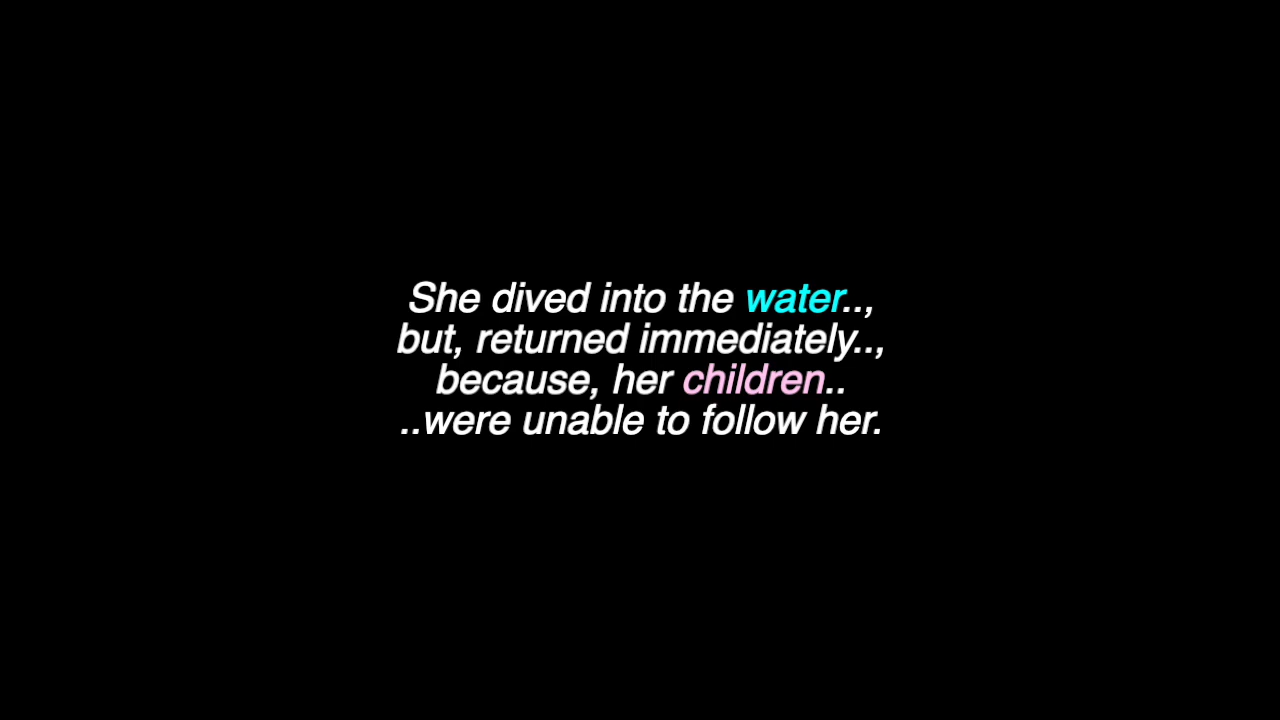 She dived into the water..,
but, returned immediately..,
because, her children..
..were unable to follow her.